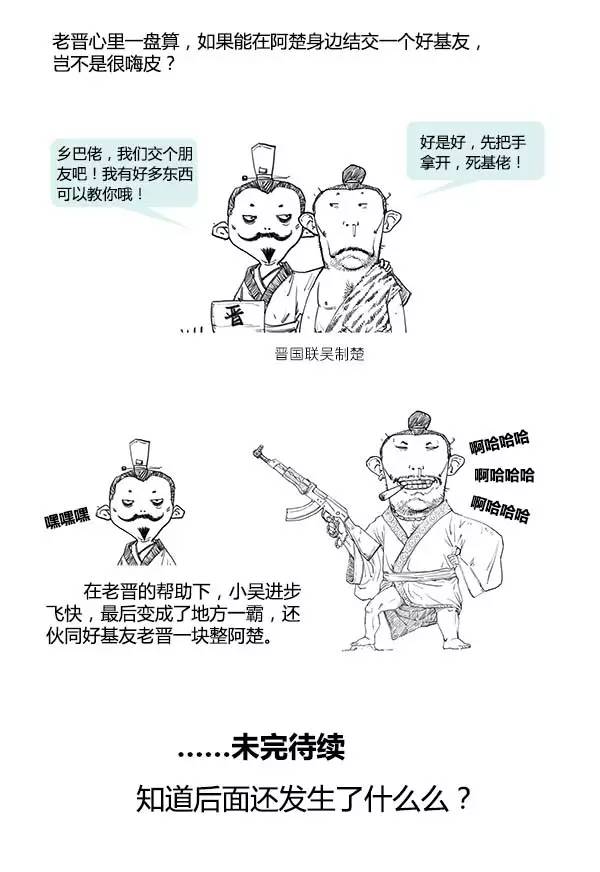 老晋心里一盘算，如果能在阿楚身边结交一个好基友，
岂不是很嗨皮？
乡巴佬，我们交个朋
友吧！我有好多东西
可以教你哦！
好是好，先把手
拿开，死基佬！
晋
晋国联吴制楚
嘿嘿嘿
啊哈哈哈
啊哈哈哈
啊哈哈哈
在老晋的帮助下，小吴进步
飞快，最后变成了地方一霸，还
伙同好基友老晋一块整阿楚。
......未完待续
知道后面还发生了什么么？